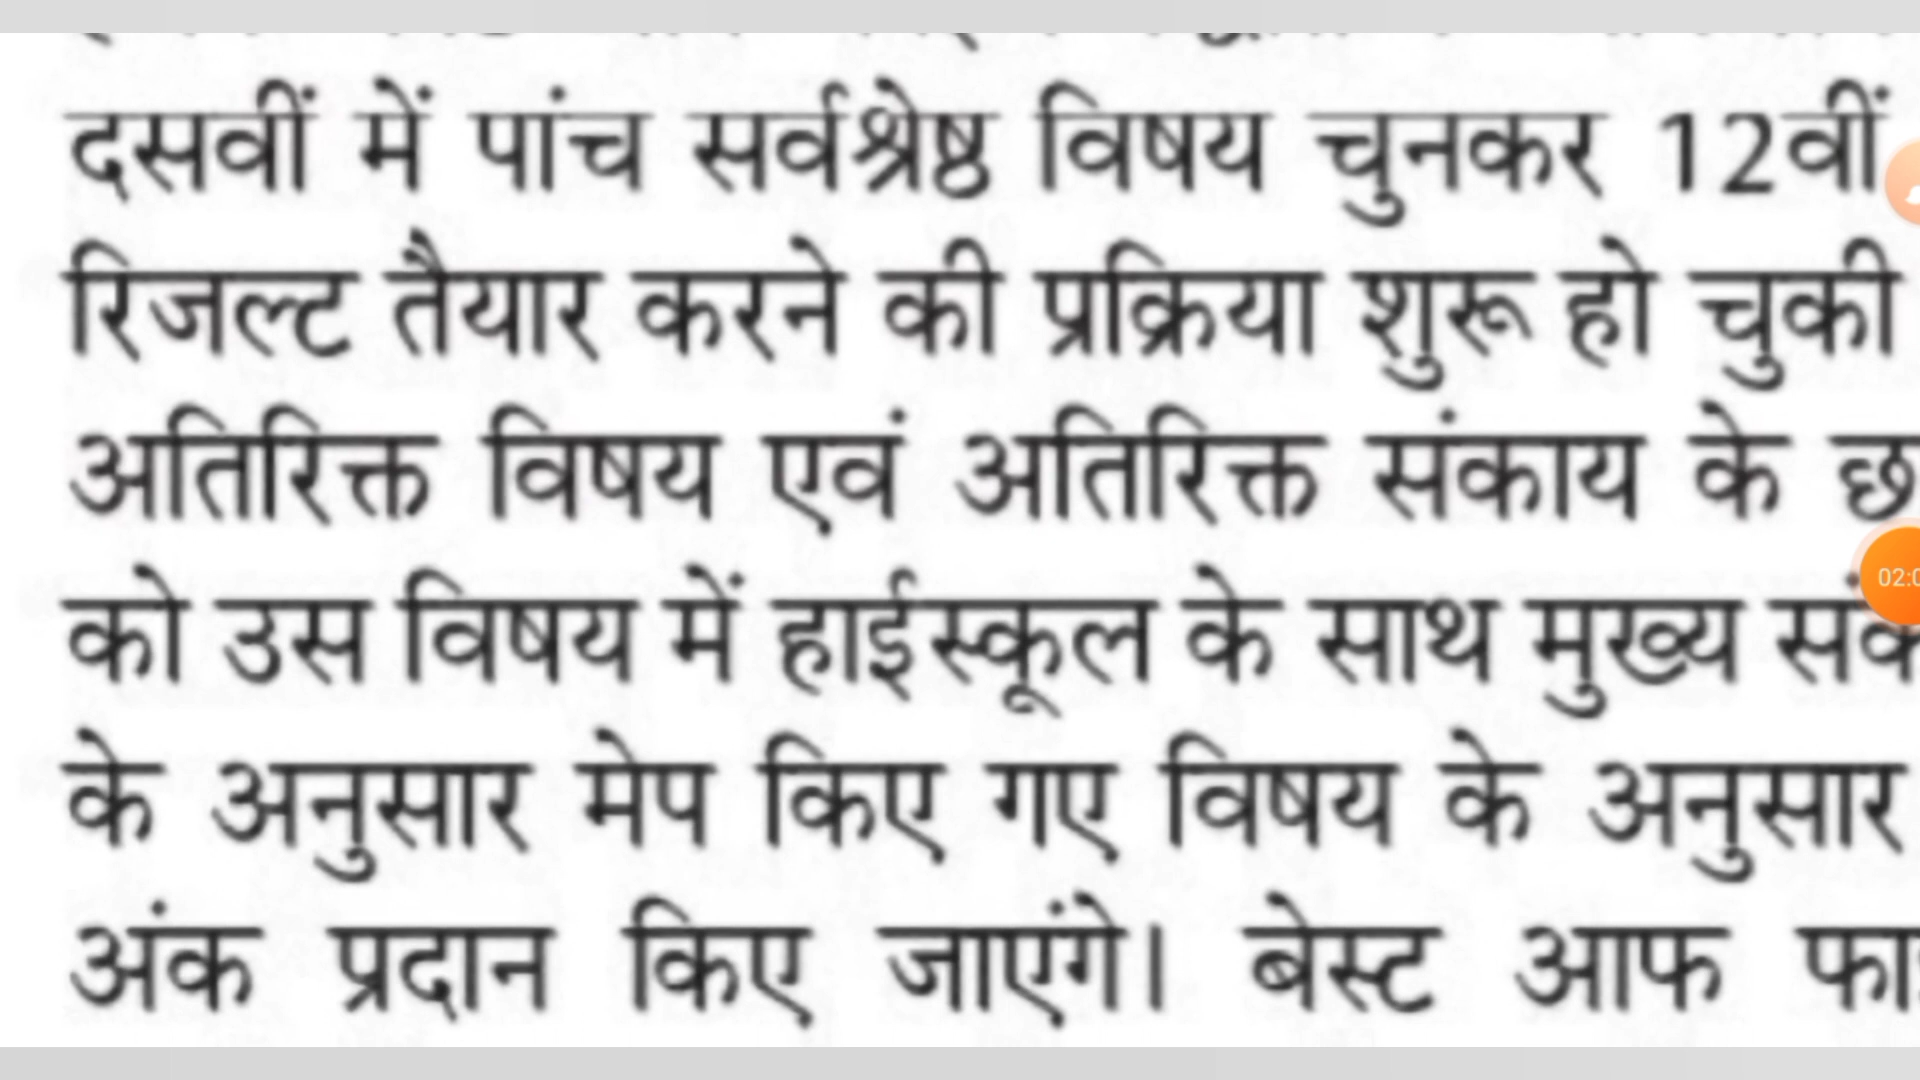 दसवीं में पांच सर्वश्रेष्ठ विषय चुनकर 12वीं
रिजल्ट तैयार करने की प्रक्रिया शुरू हो चुकी
अतिरिक्त विषय एवं अतिरिक्त संकाय के
को उस विषय में हाईस्कूल के साथ मुख्य
के अनुसार मेप किए गए विषय के अनुसार
अंक प्रदान किए जाएंगे। बेस्ट आफ